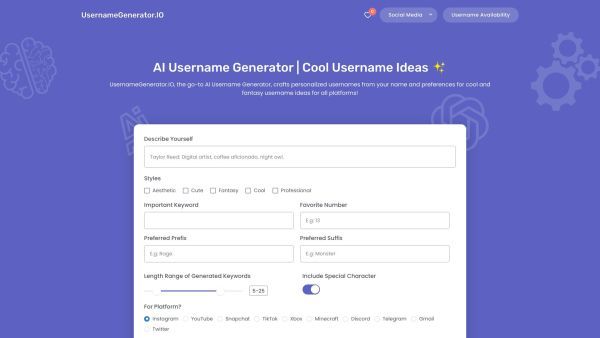 UsernameGenerator.IO
0
Social Media
Username Availability
AI Username Generator | Cool Username Ideas ✨
UsernameGenerator.IO, the go-to AI Username Generator, crafts personalized usernames from your name and preferences for cool and
fantasy username ideas for all platforms!
Describe Yourself
Taylor Reed: Digital artist, coffee aficionado, night owl.
Styles
Aesthetic Cute Fantasy Cool Professional
Important Keyword Favorite Number
E.g: 13
Preferred Prefix Preferred Suffix
E.g: Rage E.g: Monster
Length Range of Generated Keywords Include Special Character
5-25
For Platform?
Instagram YouTube Snapchat TikTok Xbox Minecraft Discord Telegram Gmail
Twitter